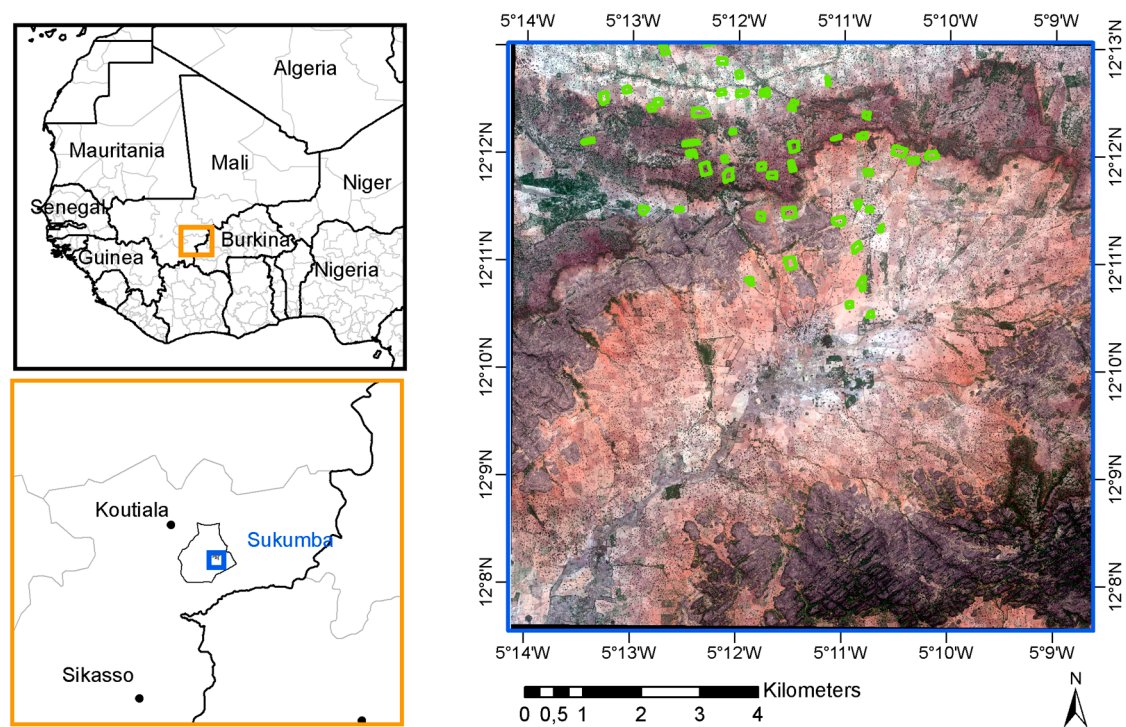 Algeria
Mauritania
Mali
Niger
Senegal
Burkina
Guinea
Nigeria
Koutiala
Sukumba
Sikasso
5°14'W 5°13'W 5°12'W 5°11'W 5°10'W 5°9'W
12°13'N
12°12'N 12°12'N
12°11'N 12°11'N
12°10'N 12°10'N
12°9'N 12°9'N
12°8'N 12°8'N
5°14'W 5°13'W 5°12'W 5°11'W 5°10'W 5°9'W
Kilometers
0 0,5 1 2 3 4
N